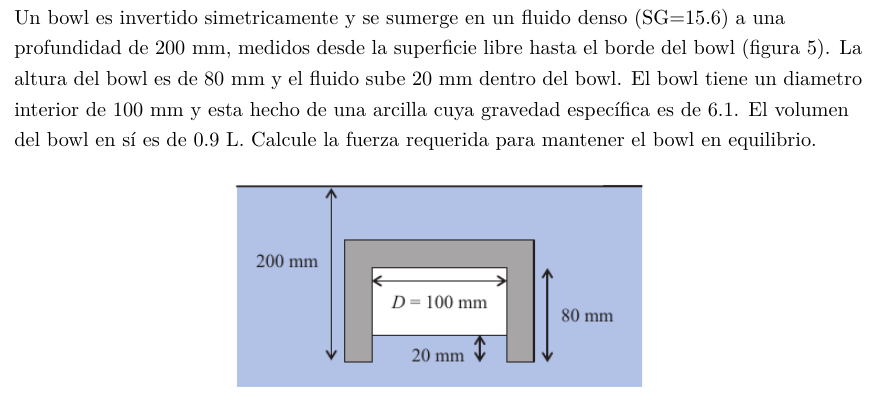 Un bowl es invertido simetricamente y se sumerge en un fluido denso (SG=15.6) a una
profundidad de 200 mm, medidos desde la superficie libre hasta el borde del bowl (figura 5). La
altura del bowl es de 80 mm y el fluido sube 20 mm dentro del bowl. El bowl tiene un diametro
interior de 100 mm y esta hecho de una arcilla cuya gravedad específica es de 6.1. El volumen
del bowl en sí es de 0.9 L. Calcule la fuerza requerida para mantener el bowl en equilibrio.
200 mm
D = 100 mm
80 mm
20 mm